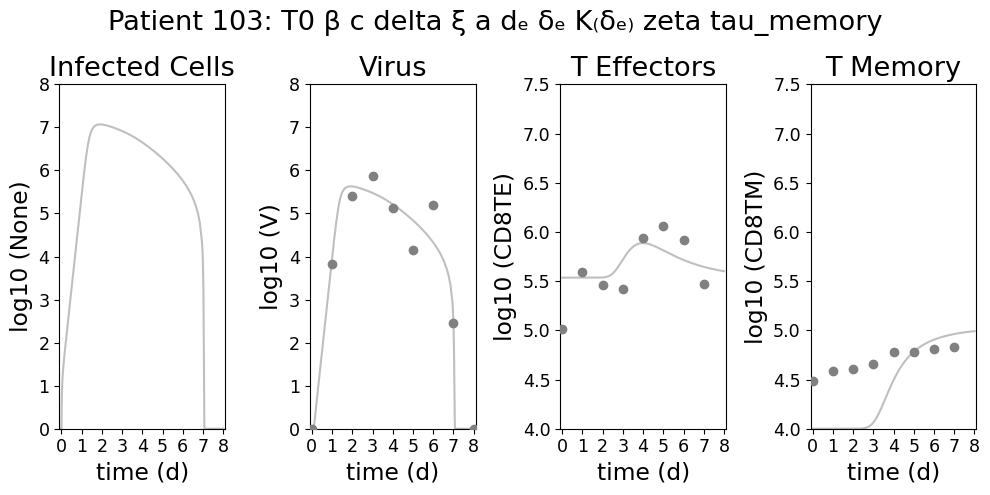 Patient 103: T0 β c delta ξ a dₑ δₑ K₍δₑ₎ zeta tau_memory
Infected Cells
Virus
T Effectors
T Memory
log10 (None)
8
7
6
5
4
3
2
1
0
0 1 2 3 4 5 6 7 8
time (d)
log10 (V)
8
7
6
5
4
3
2
1
0
0 1 2 3 4 5 6 7 8
time (d)
log10 (CD8TE)
7.5
7.0
6.5
6.0
5.5
5.0
4.5
4.0
0 1 2 3 4 5 6 7 8
time (d)
log10 (CD8TM)
7.5
7.0
6.5
6.0
5.5
5.0
4.5
4.0
0 1 2 3 4 5 6 7 8
time (d)